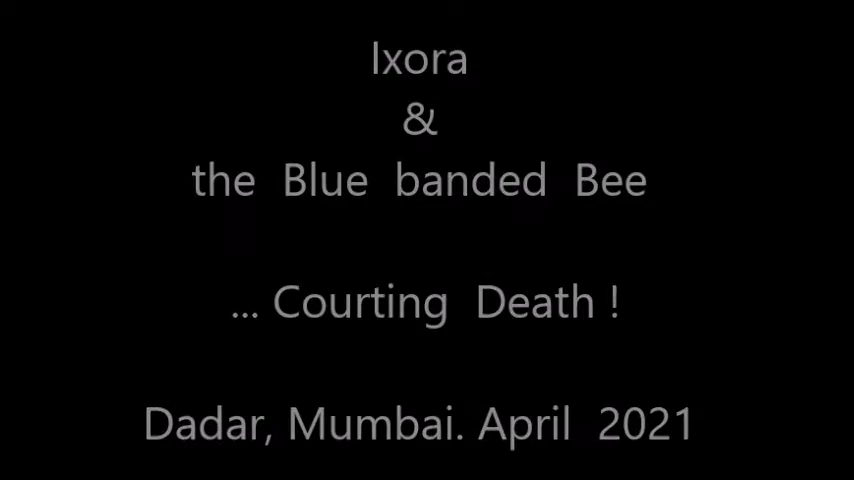 Ixora
&
the Blue banded Bee
... Courting Death !
Dadar, Mumbai. April 2021